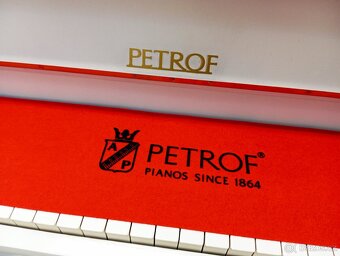 PETROF
A P
PETROF®
PIANOS SINCE 1864